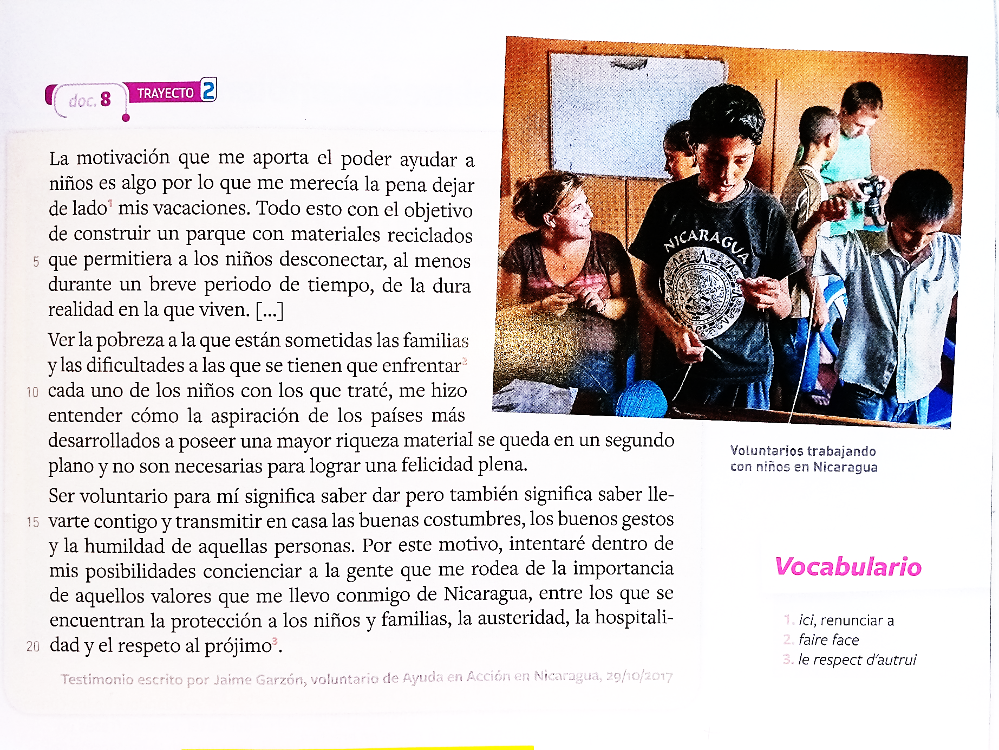 doc. 8 TRAYECTO 2
La motivación que me aporta el poder ayudar a
niños es algo por lo que me merecía la pena dejar
de lado1 mis vacaciones. Todo esto con el objetivo
de construir un parque con materiales reciclados
5 que permitiera a los niños desconectar, al menos
durante un breve periodo de tiempo, de la dura
realidad en la que viven. [...]
Ver la pobreza a la que están sometidas las familias
y las dificultades a las que se tienen que enfrentar2
10 cada uno de los niños con los que traté, me hizo
entender cómo la aspiración de los países más
desarrollados a poseer una mayor riqueza material se queda en un segundo
plano y no son necesarias para lograr una felicidad plena.
Ser voluntario para mí significa saber dar pero también significa saber lle-
15 varte contigo y transmitir en casa las buenas costumbres, los buenos gestos
y la humildad de aquellas personas. Por este motivo, intentaré dentro de
mis posibilidades concienciar a la gente que me rodea de la importancia
de aquellos valores que me llevo conmigo de Nicaragua, entre los que se
encuentran la protección a los niños y familias, la austeridad, la hospitali-
20 dad y el respeto al prójimo3.
Testimonio escrito por Jaime Garzón, voluntario de Ayuda en Acción en Nicaragua, 29/10/2017
NICARAGUA
Voluntarios trabajando
con niños en Nicaragua
Vocabulario
1. ici, renunciar a
2. faire face
3. le respect d'autrui